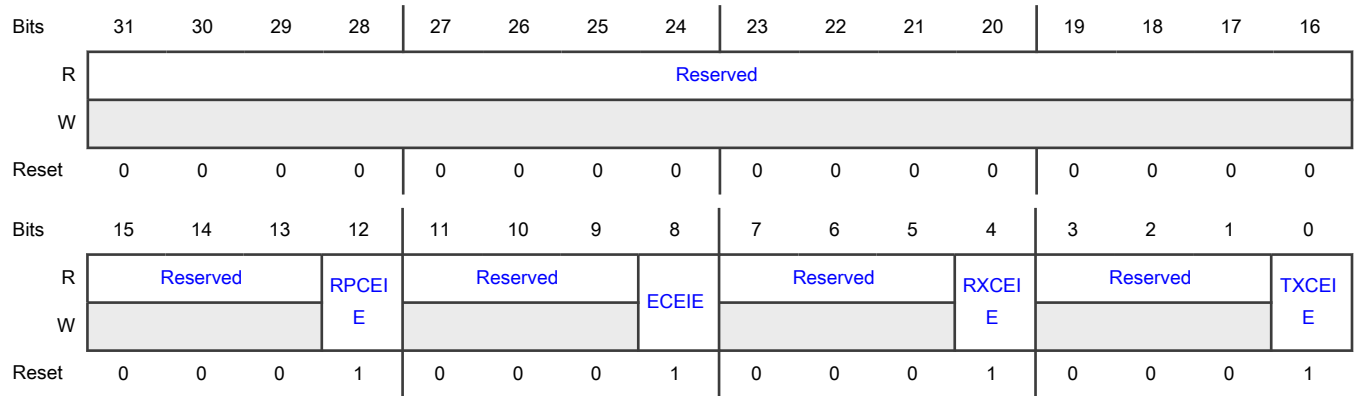 Bits 31 30 29 28 27 26 25 24 23 22 21 20 19 18 17 16
R Reserved
W
Reset 0 0 0 0 0 0 0 0 0 0 0 0 0 0 0 0
Bits 15 14 13 12 11 10 9 8 7 6 5 4 3 2 1 0
R Reserved RPCEI E Reserved ECEIE Reserved RXCEI E Reserved TXCEI E
W
Reset 0 0 0 1 0 0 0 1 0 0 0 1 0 0 0 1